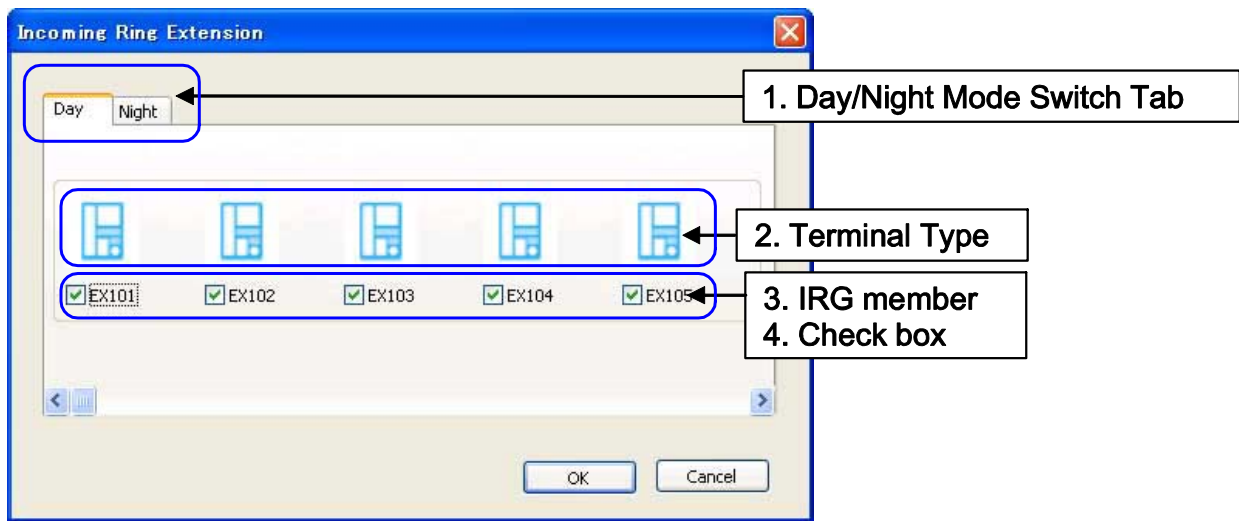 Incoming Ring Extension
1. Day/Night Mode Switch Tab
Day Night
2. Terminal Type
EX101 EX102 EX103 EX104 EX105
3. IRG member
4. Check box
OK Cancel